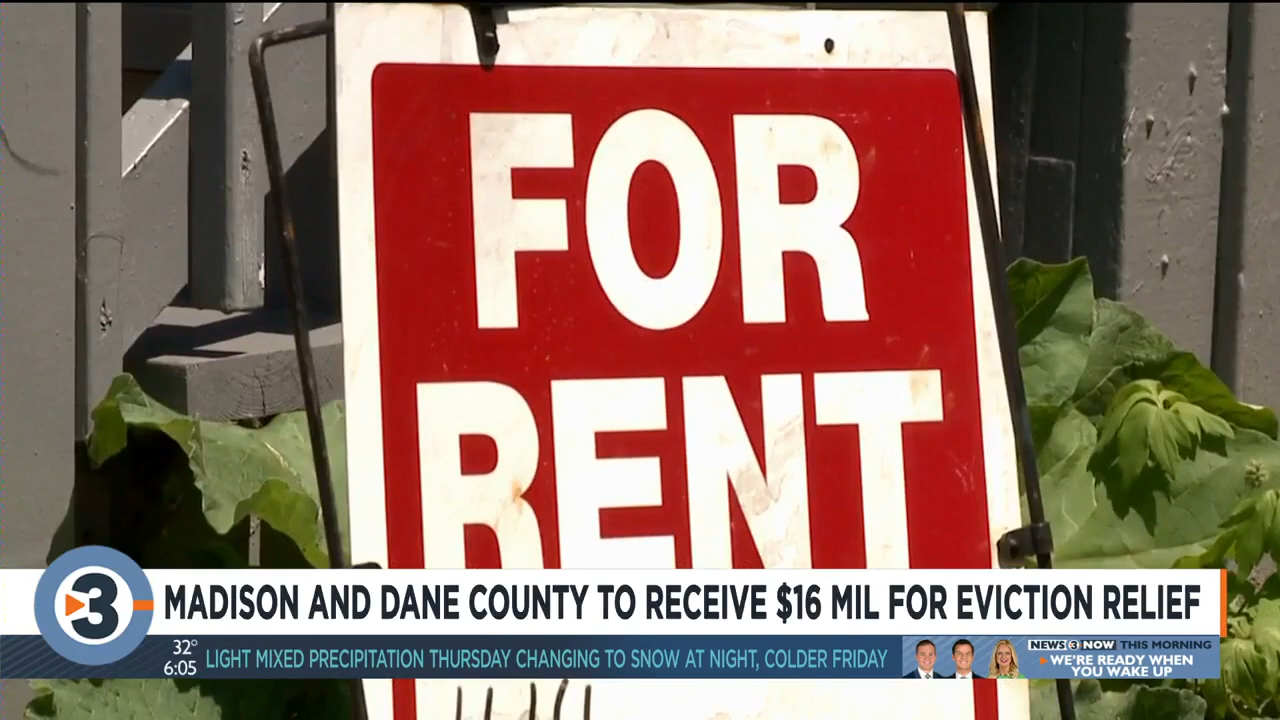 FOR
RENT
3
MADISON AND DANE COUNTY TO RECEIVE $16 MIL FOR EVICTION RELIEF
32°
6:05
LIGHT MIXED PRECIPITATION THURSDAY CHANGING TO SNOW AT NIGHT, COLDER FRIDAY
NEWS 3 NOW THIS MORNING
WE'RE READY WHEN
YOU WAKE UP